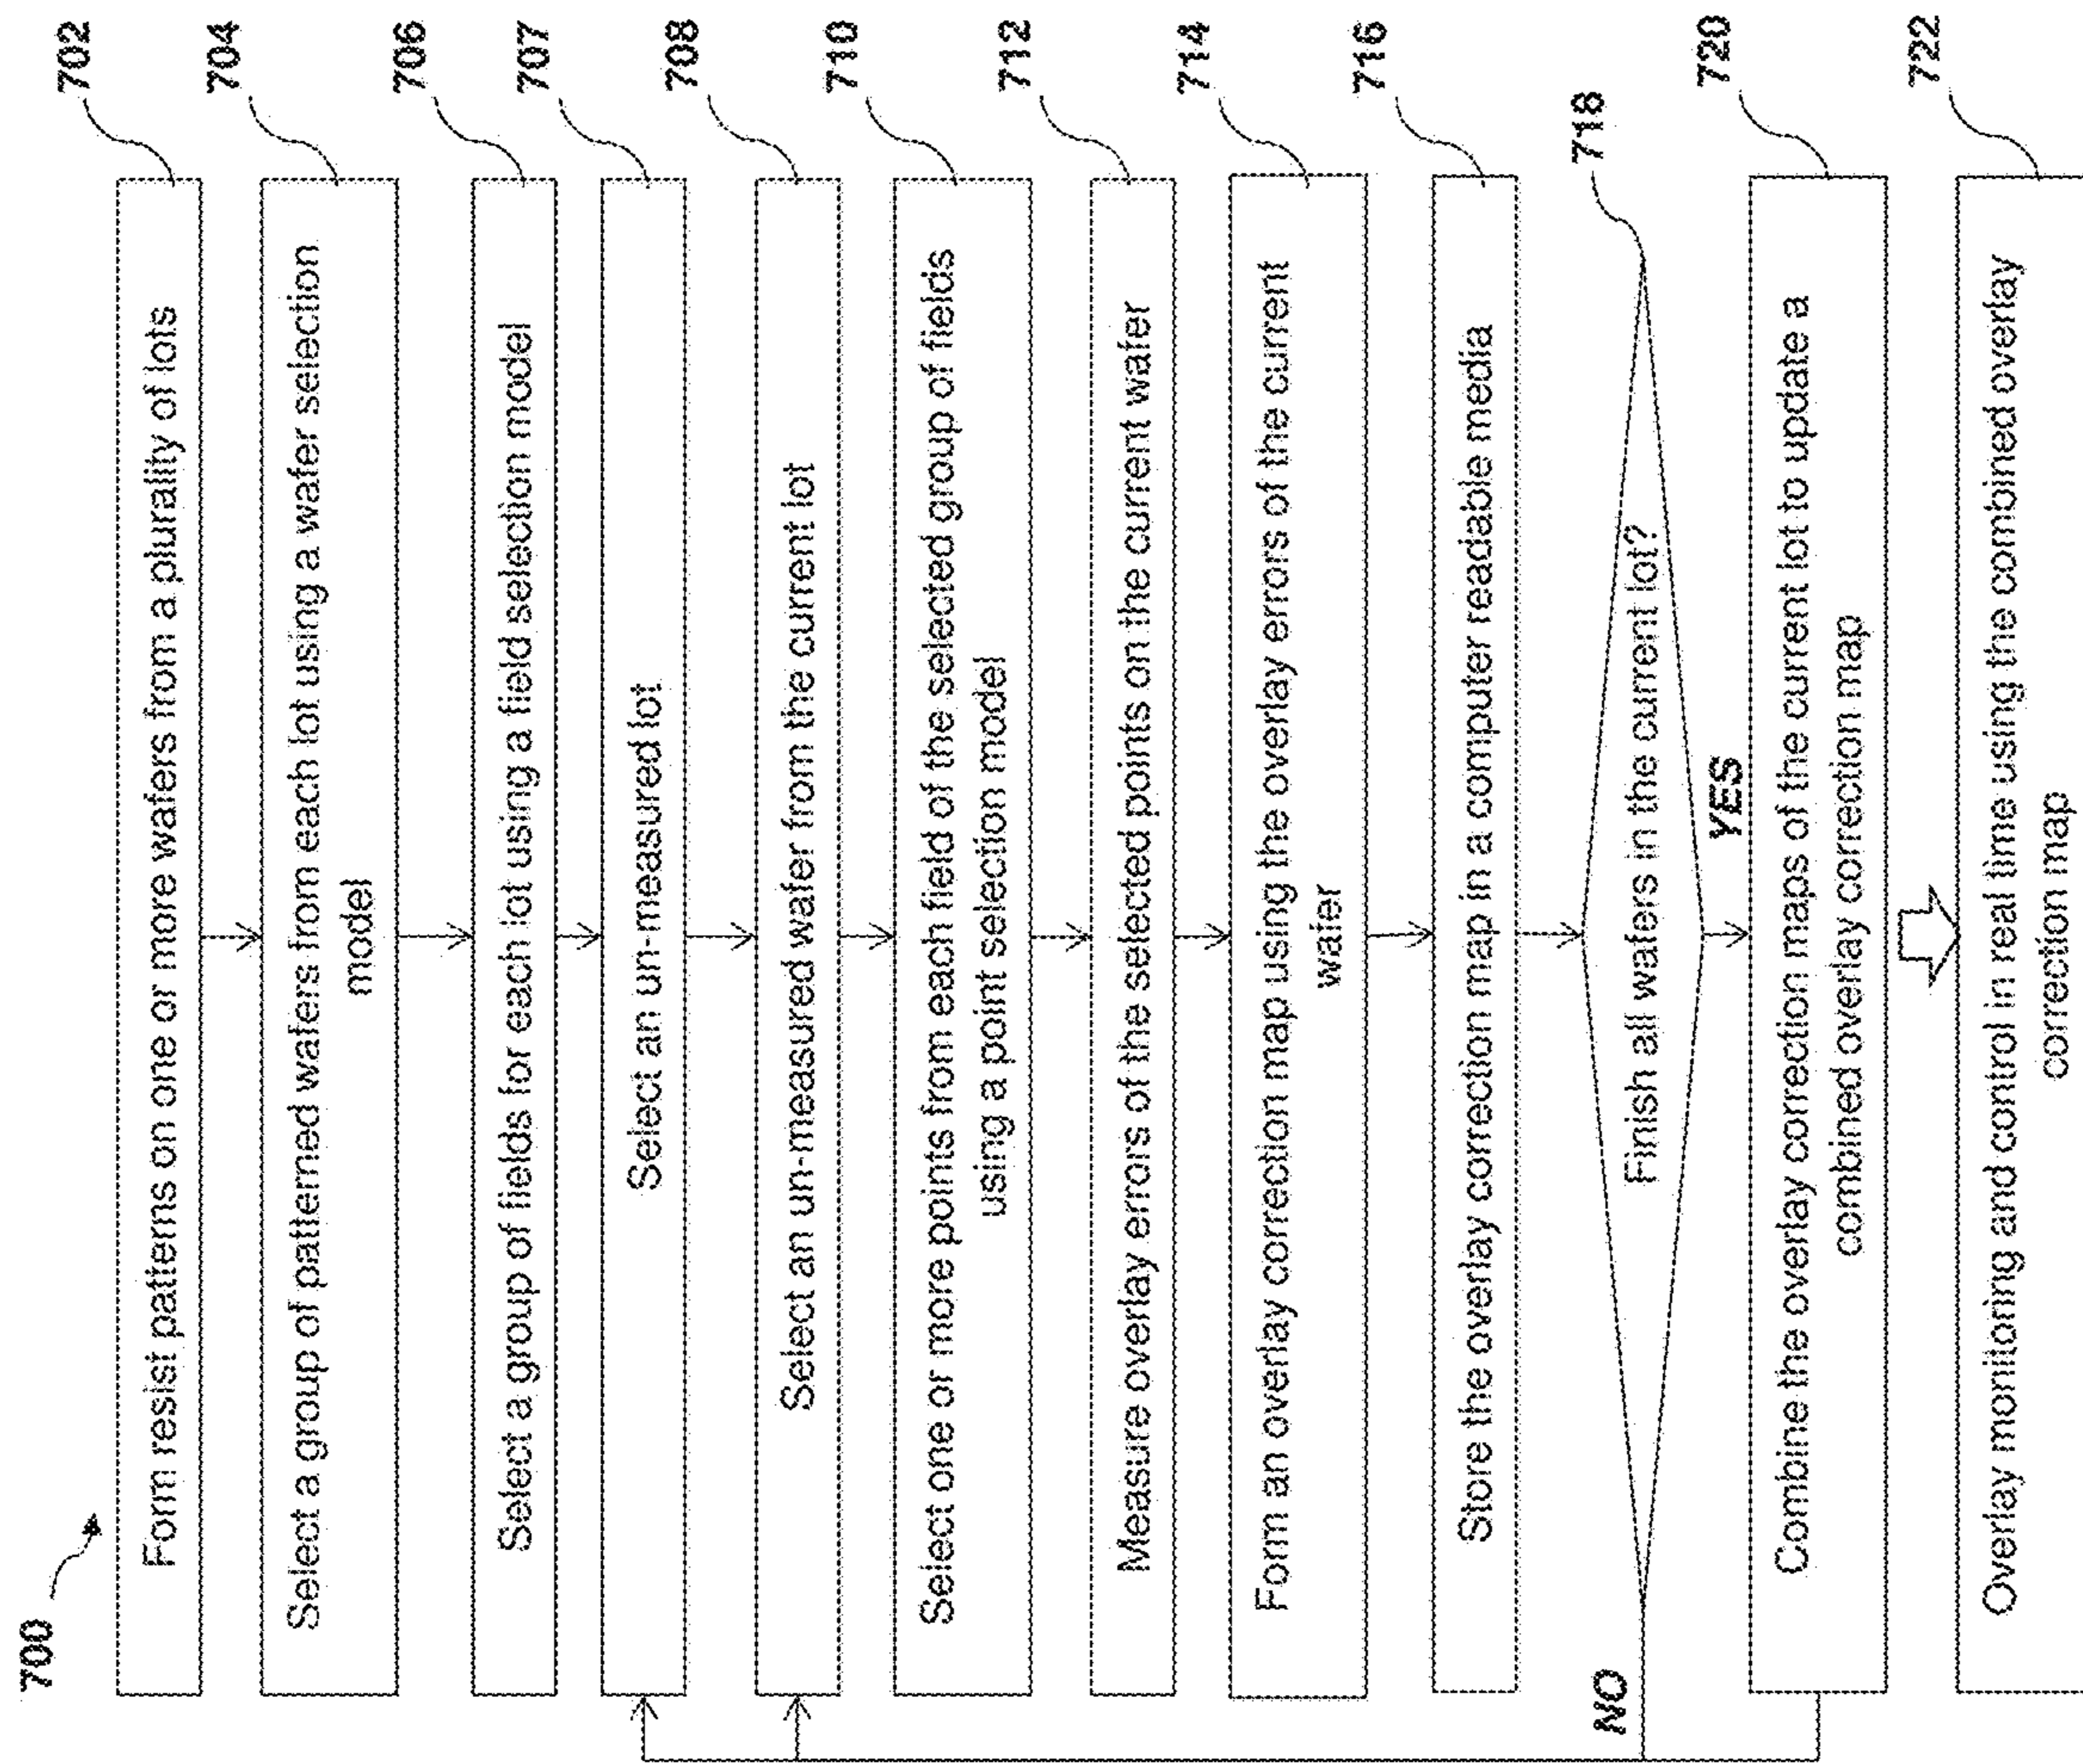 700
702
Form resist patterns on one or more wafers from a plurality of lots
704
Select a group of patterned wafers from each lot using a wafer selection
model
706
Select a group of fields for each lot using a field selection model
707
Select an un-measured lot
708
Select an un-measured wafer from the current lot
710
Select one or more points from each field of the selected group of fields
using a point selection model
712
Measure overlay errors of the selected points on the current wafer
714
Form an overlay correction map using the overlay errors of the current
wafer
716
Store the overlay correction map in a computer readable media
718
Finish all wafers in the current lot?
NO
YES
720
Combine the overlay correction maps of the current lot to update a
combined overlay correction map
722
Overlay monitoring and control in real time using the combined overlay
correction map